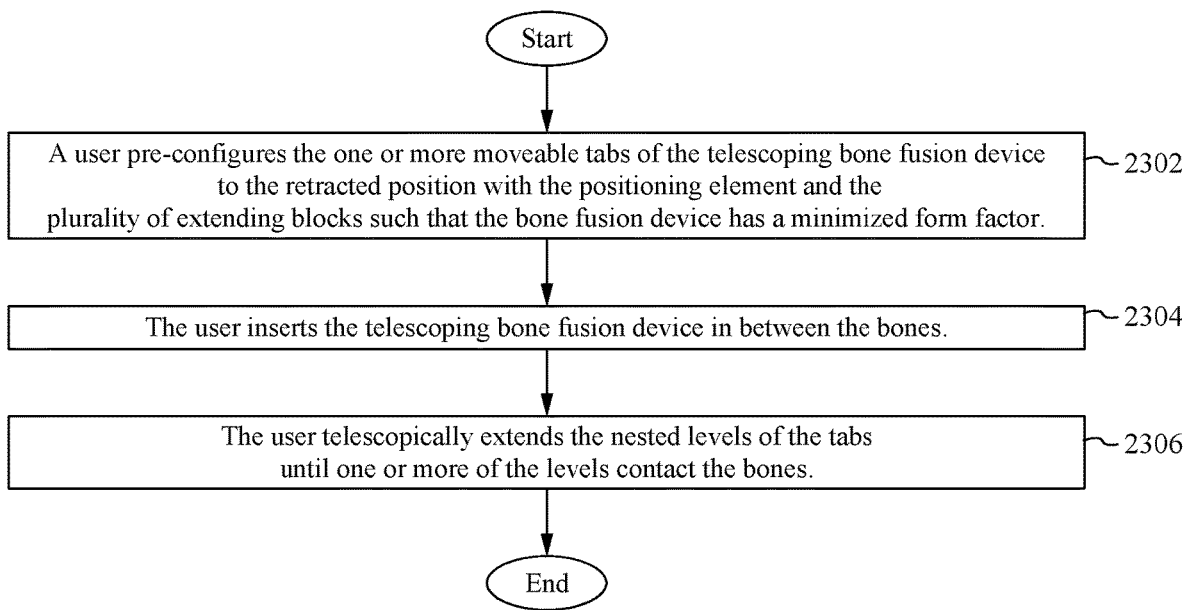 Start
A user pre-configures the one or more moveable tabs of the telescoping bone fusion device
to the retracted position with the positioning element and the
plurality of extending blocks such that the bone fusion device has a minimized form factor.
2302
The user inserts the telescoping bone fusion device in between the bones.
2304
The user telescopically extends the nested levels of the tabs
until one or more of the levels contact the bones.
2306
End